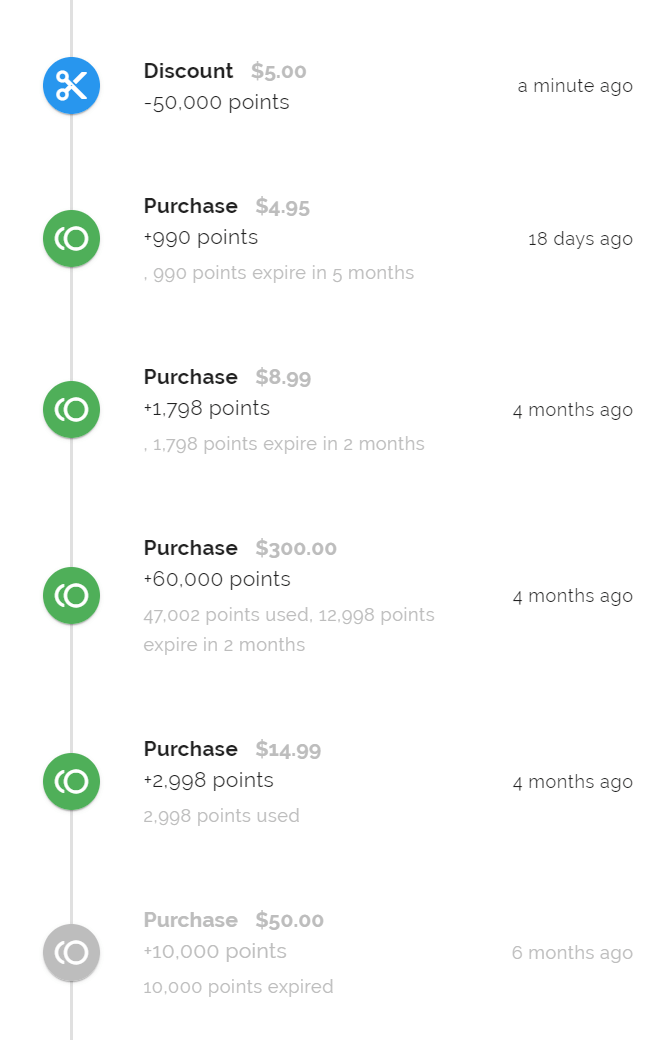 Discount $5.00
-50,000 points
a minute ago
Purchase $4.95
+990 points
18 days ago
, 990 points expire in 5 months
Purchase $8.99
+1,798 points
4 months ago
, 1,798 points expire in 2 months
Purchase $300.00
+60,000 points
4 months ago
47,002 points used, 12,998 points
expire in 2 months
Purchase $14.99
+2,998 points
4 months ago
2,998 points used
Purchase $50.00
+10,000 points
6 months ago
10,000 points expired